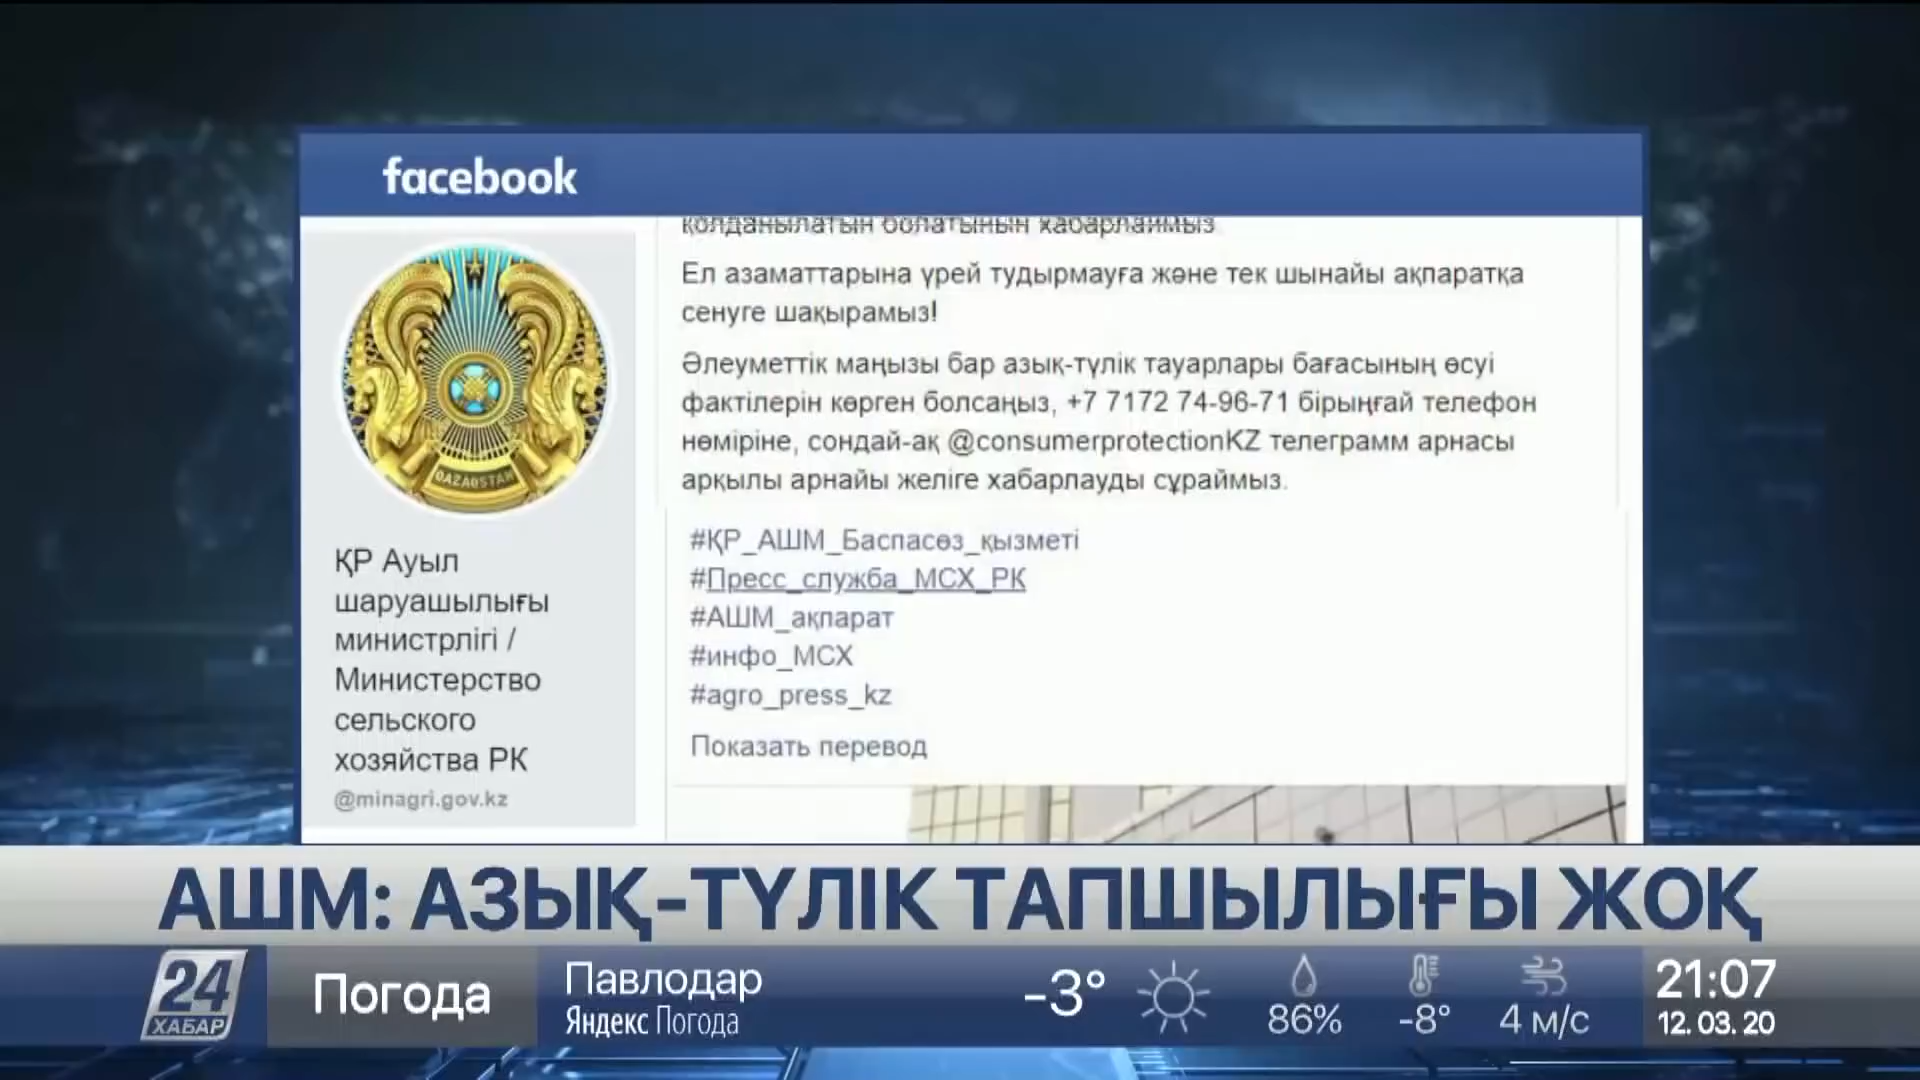 facebook
қолданылатын болатынын хабарлаймыз
Ел азаматтарына үрей тудырмауға және тек шынайы ақпаратқа
сенуге шақырамыз!
Әлеуметтік маңызы бар азық-түлік тауарлары бағасының өсуі
фактілерін көрген болсаңыз, +7 7172 74-96-71 бірыңғай телефон
нөміріне, сондай-ақ @consumerprotectionKZ телеграмм арнасы
арқылы арнайы желіге хабарлауды сұраймыз.
#ҚР_АШМ_Баспасөз_қызметі
#Пресс_служба_МСХ_РК
#АШМ_ақпарат
#инфо_МСХ
#agro_press_kz
Показать перевод
QAZAQSTAN
ҚР Ауыл
шаруашылығы
министрлігі /
Министерство
сельского
хозяйства РК
@minagri.gov.kz
АШМ: АЗЫҚ-ТҮЛІК ТАПШЫЛЫҒЫ ЖОҚ
24
ХАБАР
Погода
Павлодар
Яндекс Погода
-3°
86%
-8°
4 м/с
21:07
12. 03. 20